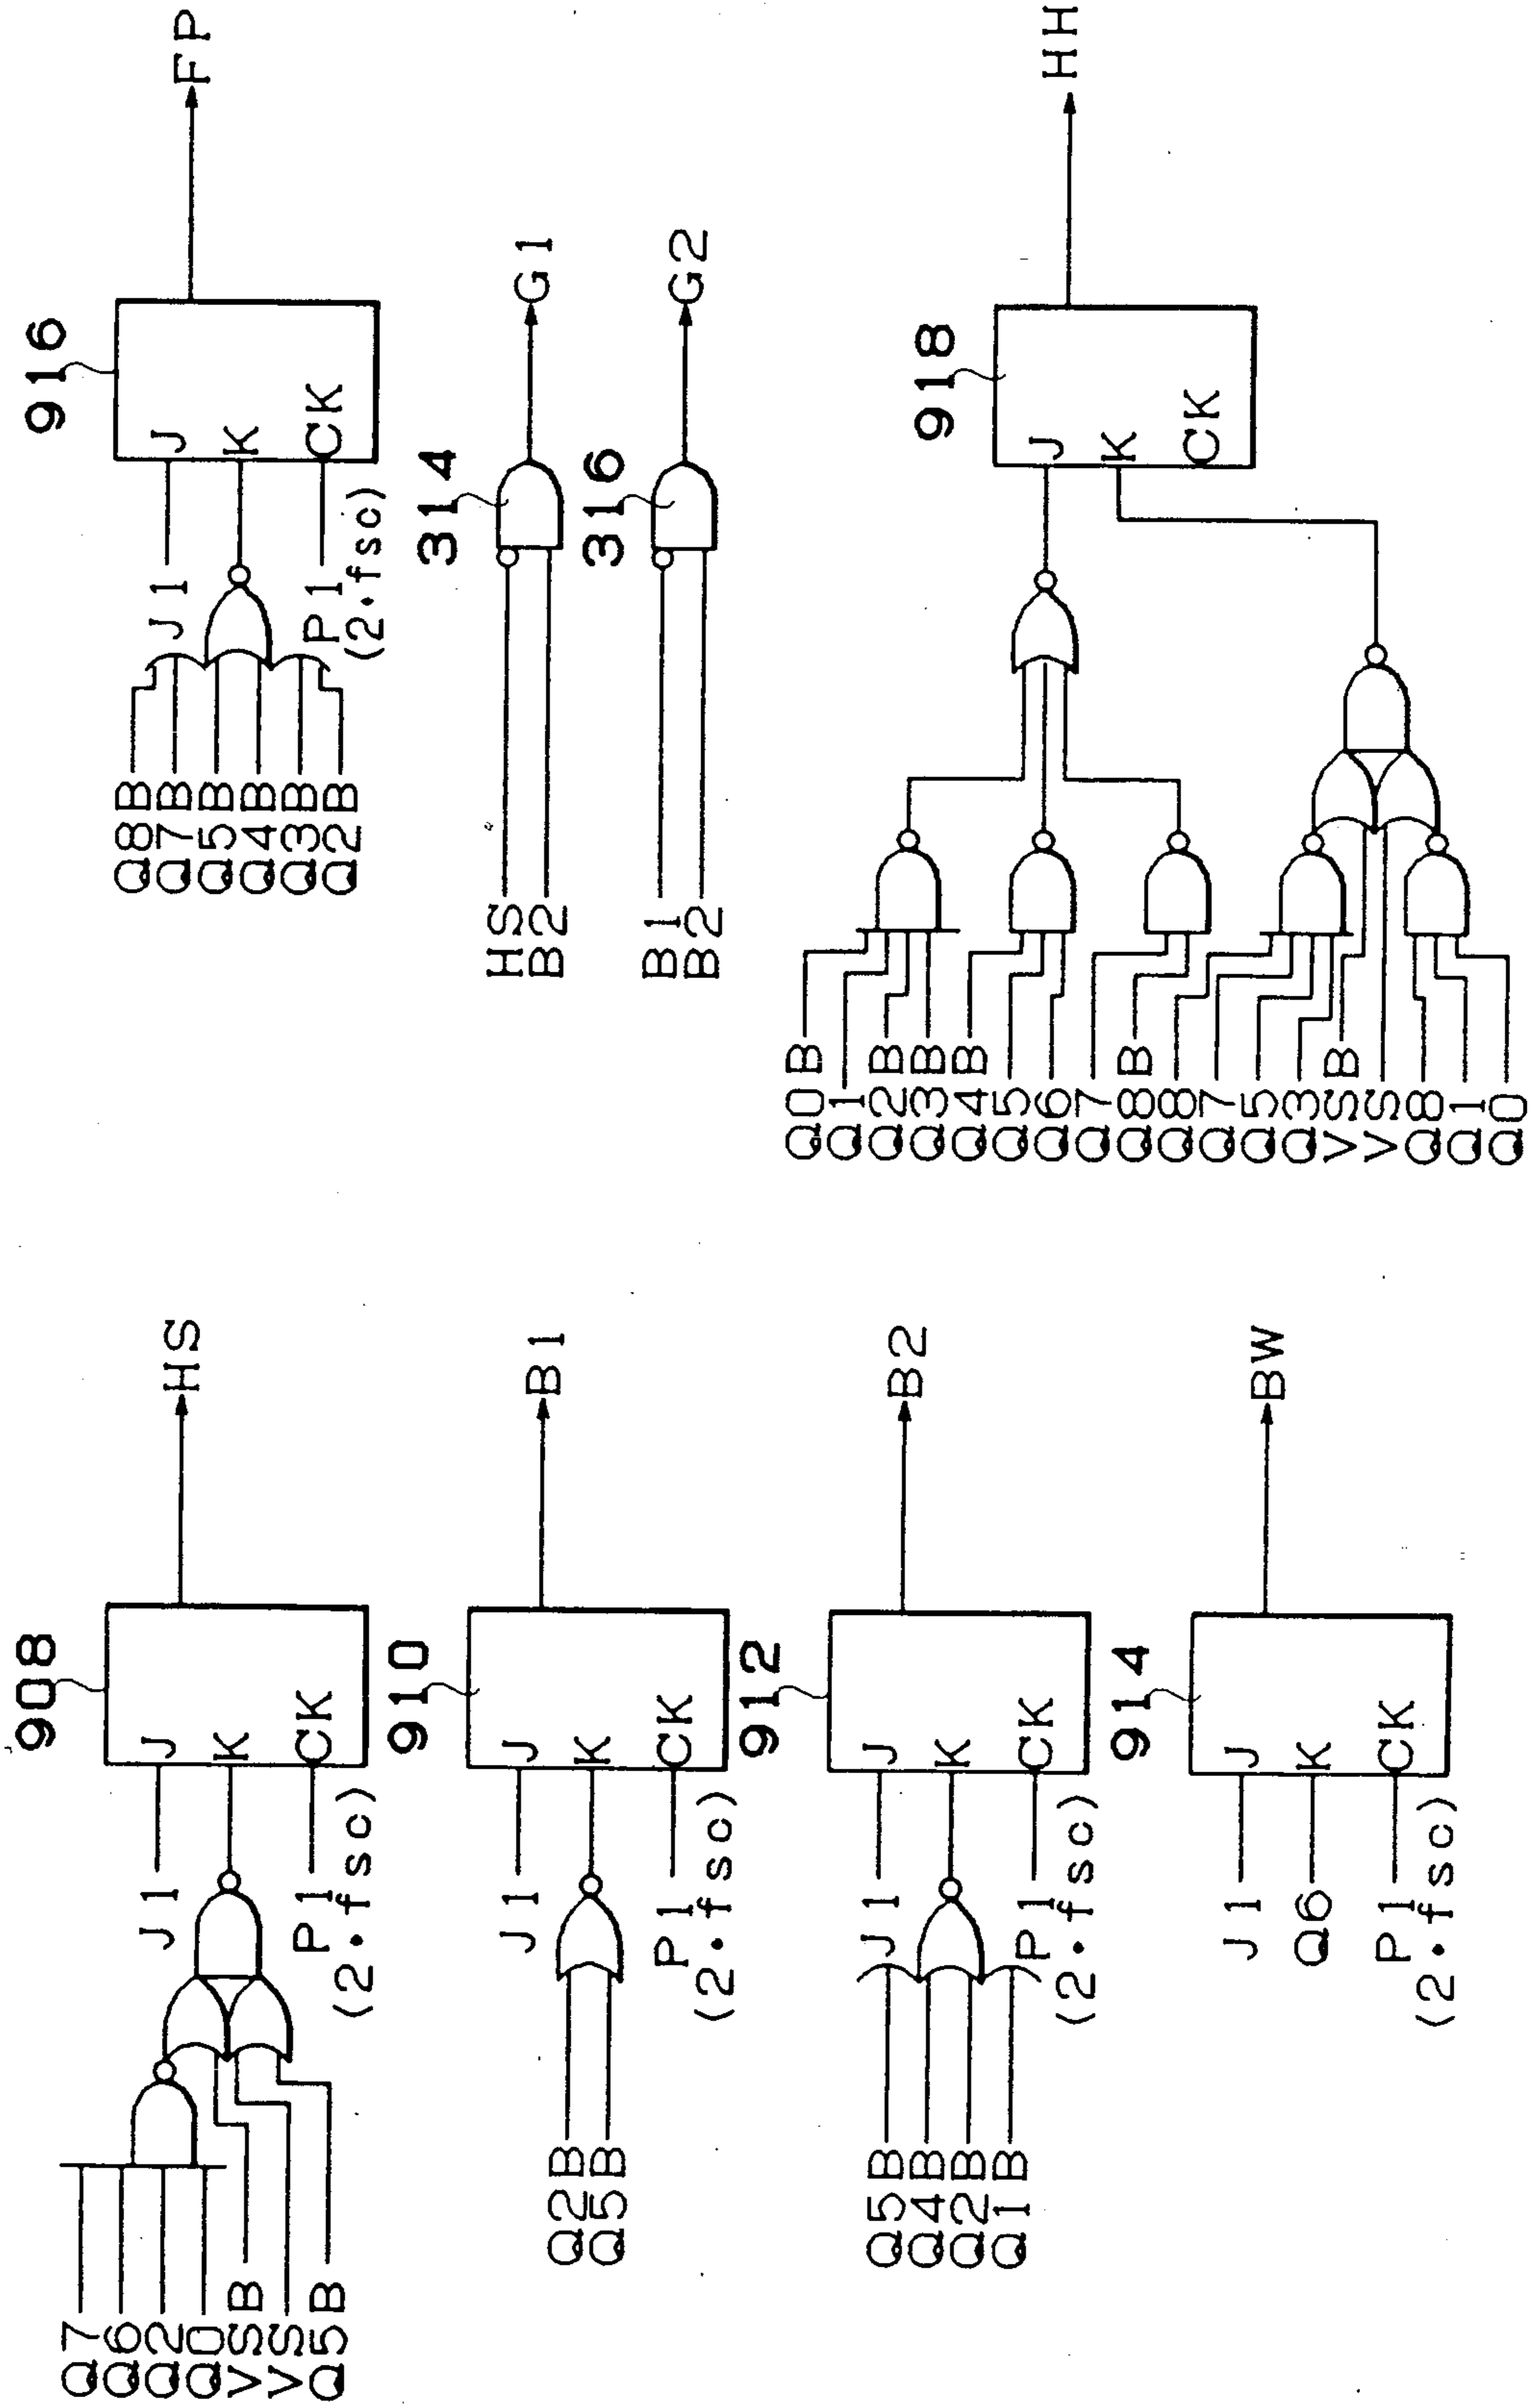 908
Q7
Q6
Q2
Q0
VSB
VS
Q5B
J1
P1
(2·fsc)
J
K
CK
HS
910
Q2B
Q5B
J1
P1
(2·fsc)
J
K
CK
B1
912
Q5B
Q4B
Q2B
Q1B
J1
P1
(2·fsc)
J
K
CK
B2
914
J1
Q6
P1
(2·fsc)
J
K
CK
BW
916
Q8B
Q7B
Q5B
Q4B
Q3B
Q2B
J1
P1
(2·fsc)
J
K
CK
FP
314
HS
B2
G1
316
B1
B2
G2
918
Q0B
Q1
Q2B
Q3B
Q4B
Q5
Q6
Q7
Q8B
Q8
Q7
Q5
Q3
VSB
VS
Q8
Q1
Q0
J
K
CK
HH